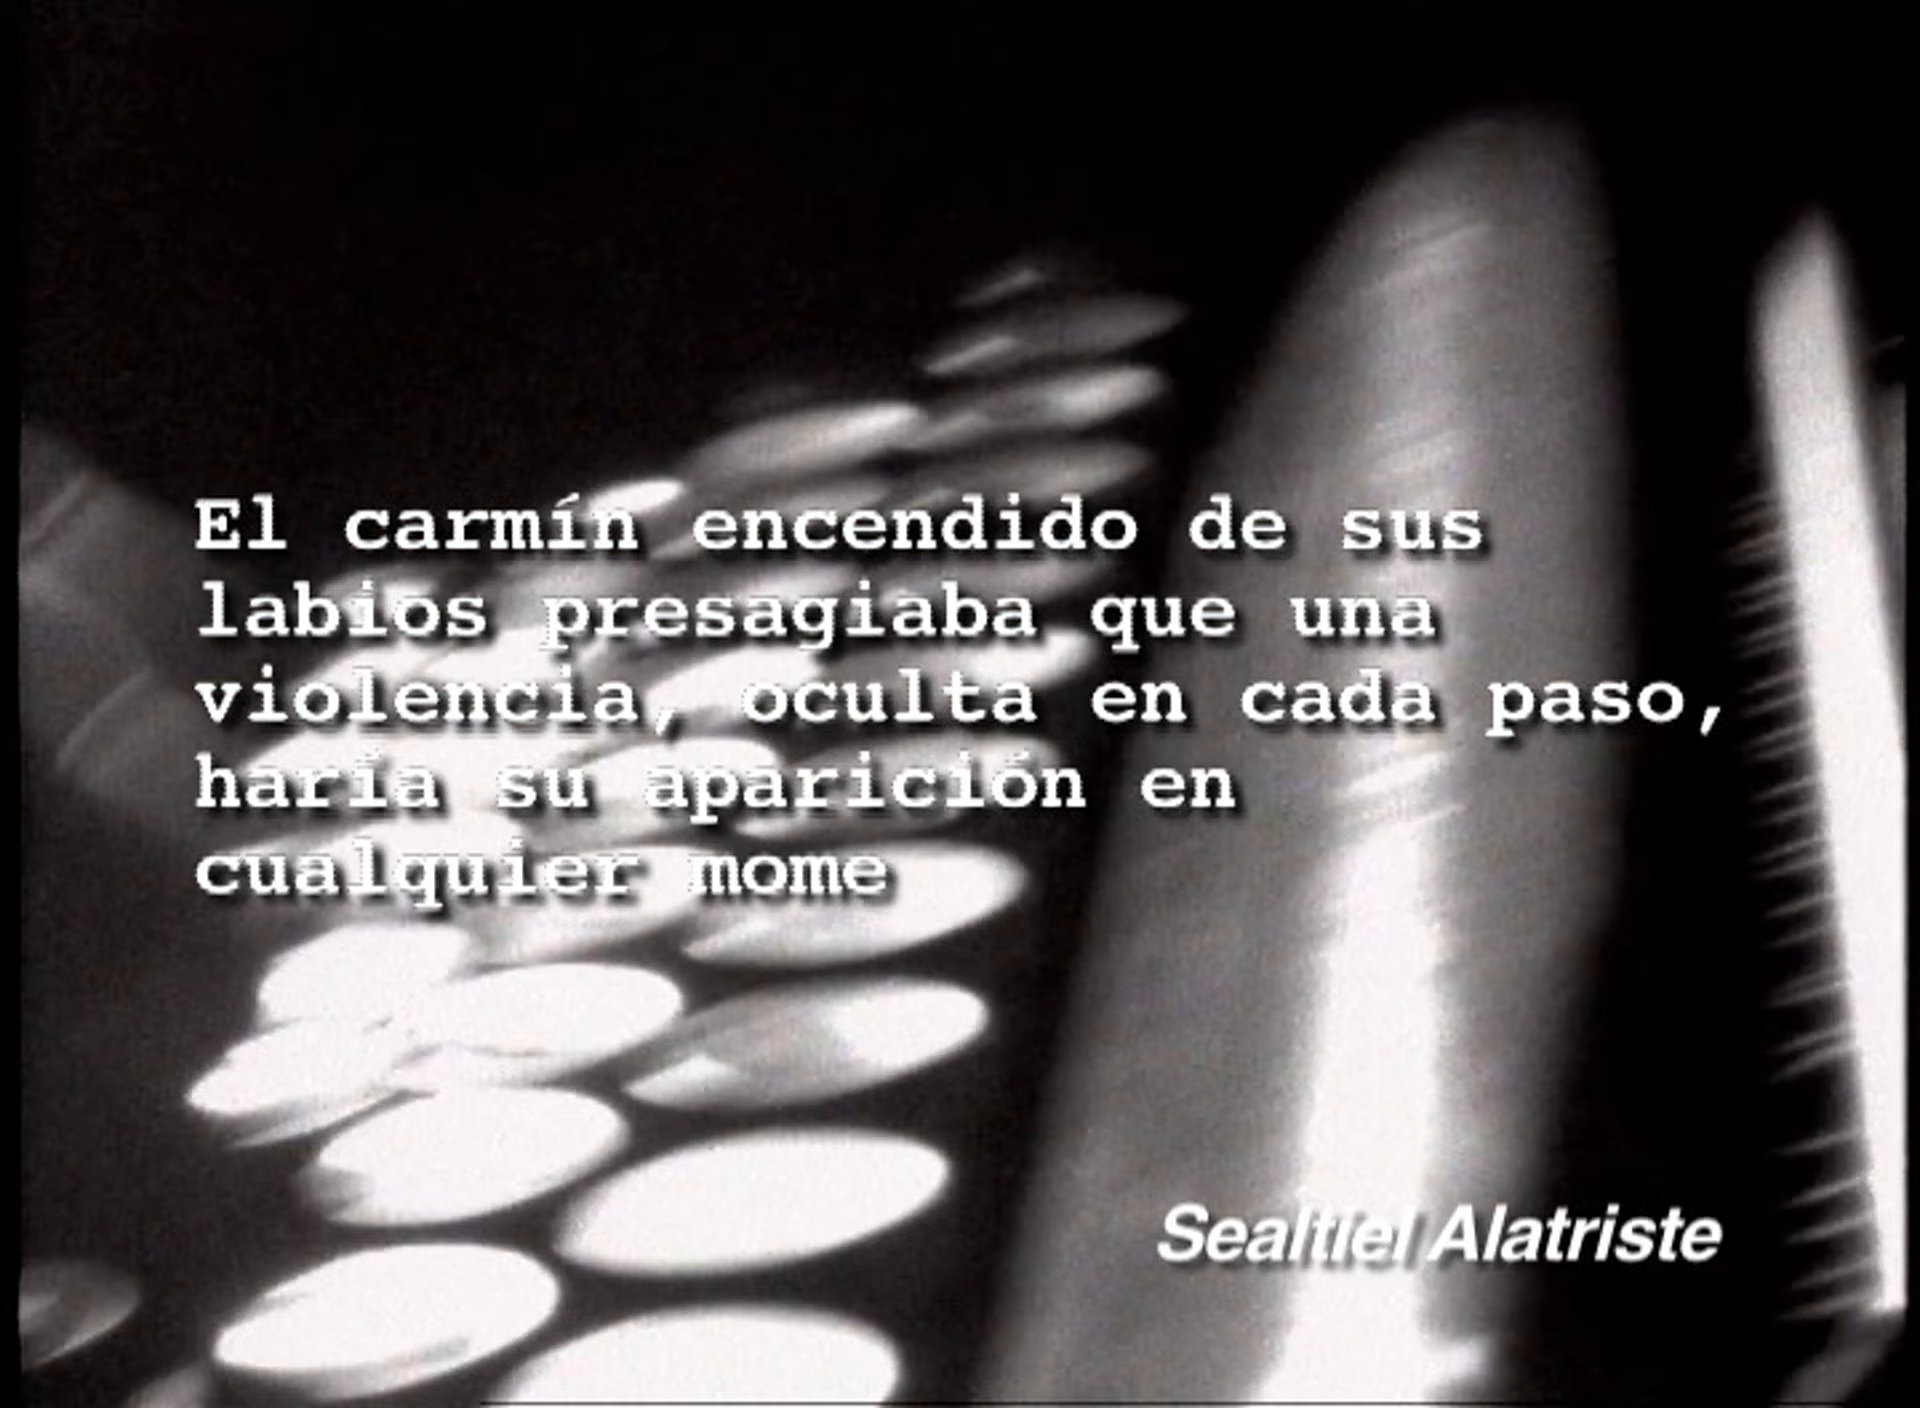 El carmín encendido de sus
labios presagiaba que una
violencia, oculta en cada paso,
haría su aparición en
cualquier mome
Sealtiel Alatriste